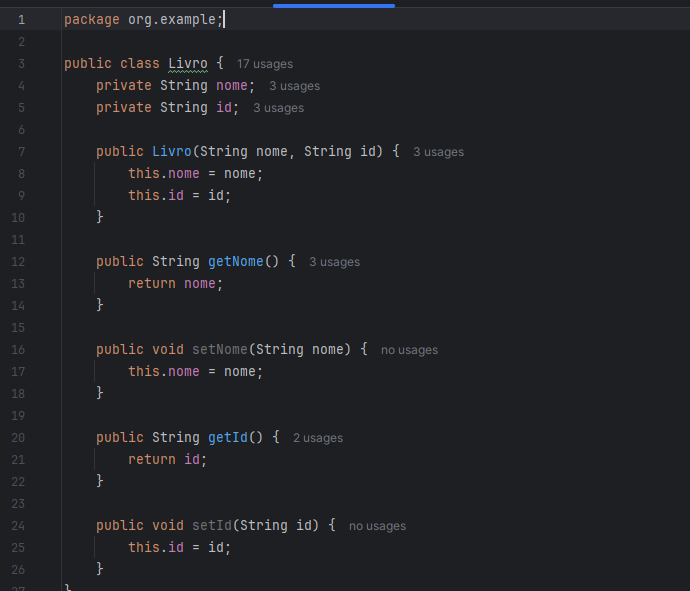 1 package org.example;
2
3 public class Livro { 17 usages
4 private String nome; 3 usages
5 private String id; 3 usages
6
7 public Livro(String nome, String id) { 3 usages
8 this.nome = nome;
9 this.id = id;
10 }
11
12 public String getNome() { 3 usages
13 return nome;
14 }
15
16 public void setNome(String nome) { no usages
17 this.nome = nome;
18 }
19
20 public String getId() { 2 usages
21 return id;
22 }
23
24 public void setId(String id) { no usages
25 this.id = id;
26 }
27 }